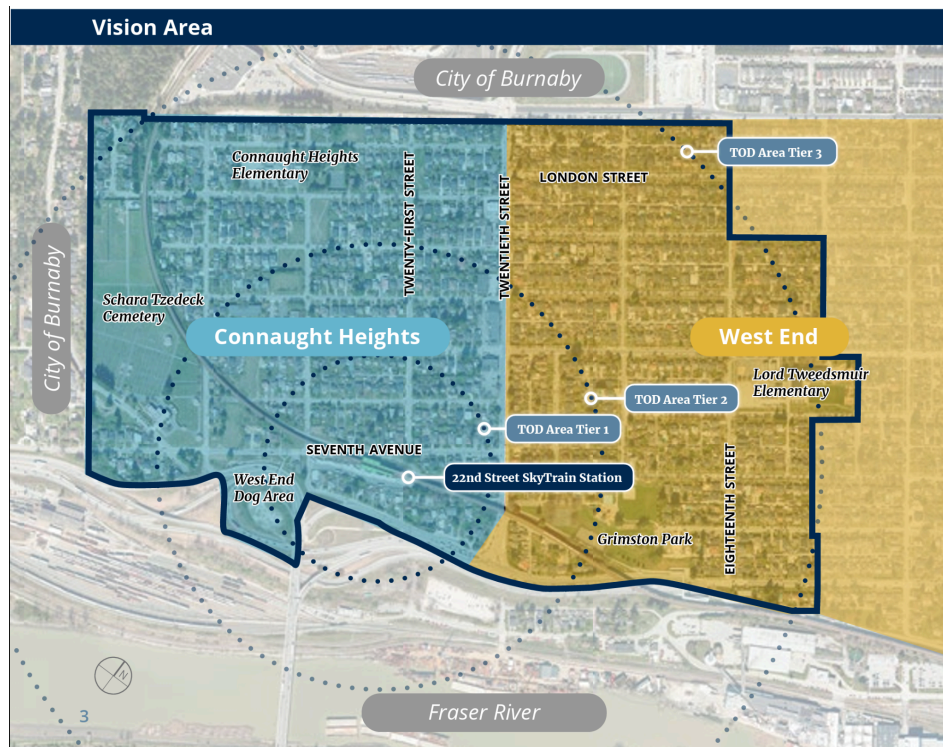 Vision Area
City of Burnaby
TOD Area Tier 3
Connaught Heights
Elementary
TWENTY-FIRST STREET
TWENTIETH STREET
LONDON STREET
City of Burnaby
Schara Tzedeck
Cemetery
Connaught Heights
West End
Lord Tweedsmuir
Elementary
TOD Area Tier 2
TOD Area Tier 1
SEVENTH AVENUE
22nd Street SkyTrain Station
West End
Dog Area
EIGHTEENTH STREET
Grimston Park
N
3
Fraser River